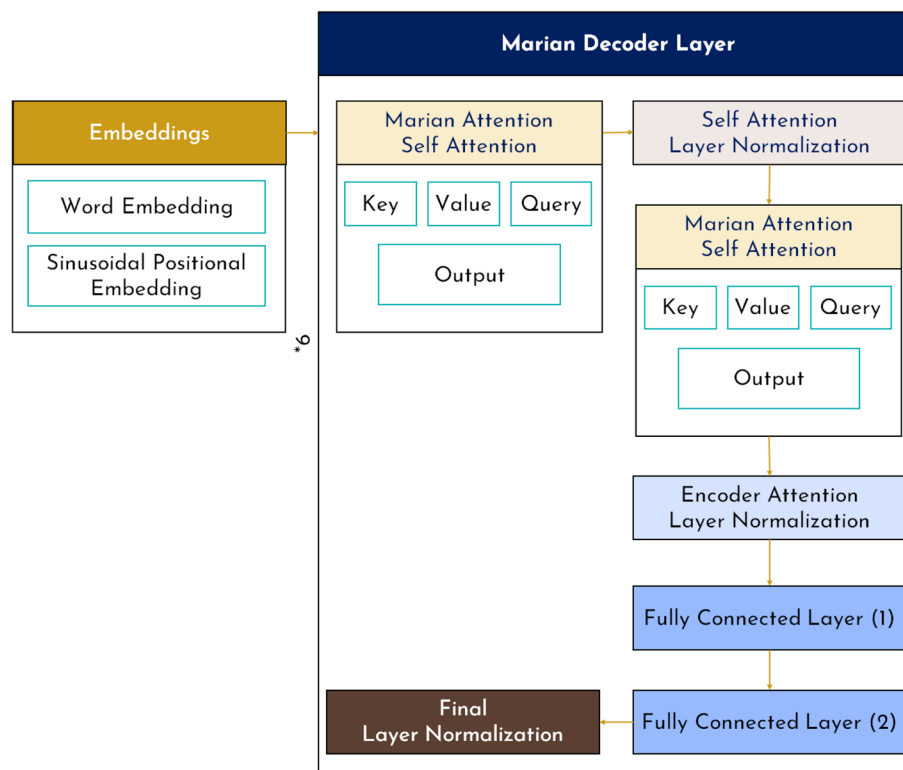 Marian Decoder Layer
Embeddings
Word Embedding
Sinusoidal Positional
Embedding
*6
Marian Attention
Self Attention
Key
Value
Query
Output
Self Attention
Layer Normalization
Marian Attention
Self Attention
Key
Value
Query
Output
Encoder Attention
Layer Normalization
Fully Connected Layer (1)
Fully Connected Layer (2)
Final
Layer Normalization